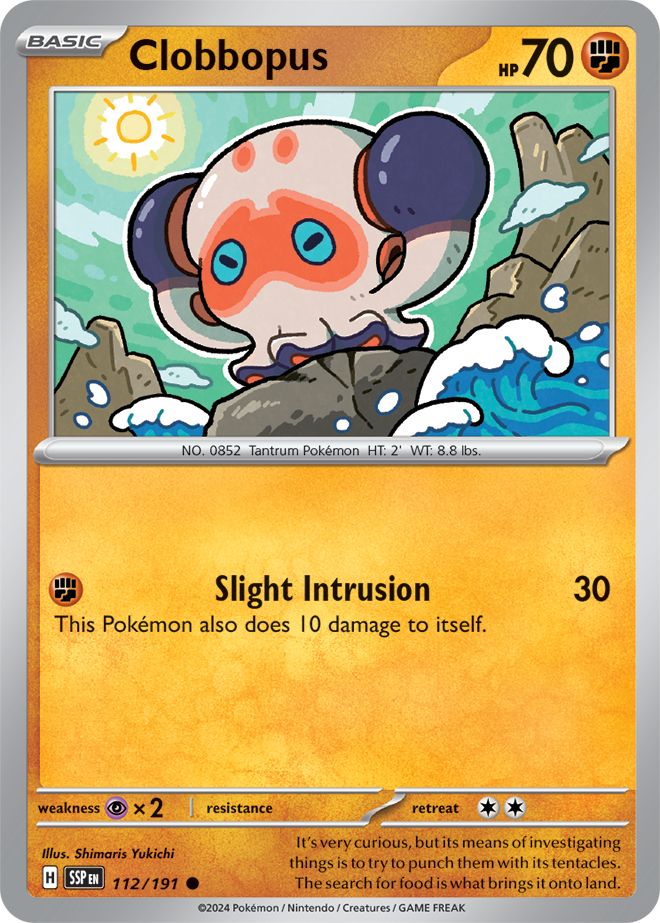 BASIC
Clobbopus
HP 70
NO. 0852 Tantrum Pokémon HT: 2' WT: 8.8 lbs.
Slight Intrusion 30
This Pokémon also does 10 damage to itself.
weakness ×2 resistance retreat
Illus. Shimaris Yukichi
It's very curious, but its means of investigating
things is to try to punch them with its tentacles.
The search for food is what brings it onto land.
H SSP EN 112/191
©2024 Pokémon / Nintendo / Creatures / GAME FREAK